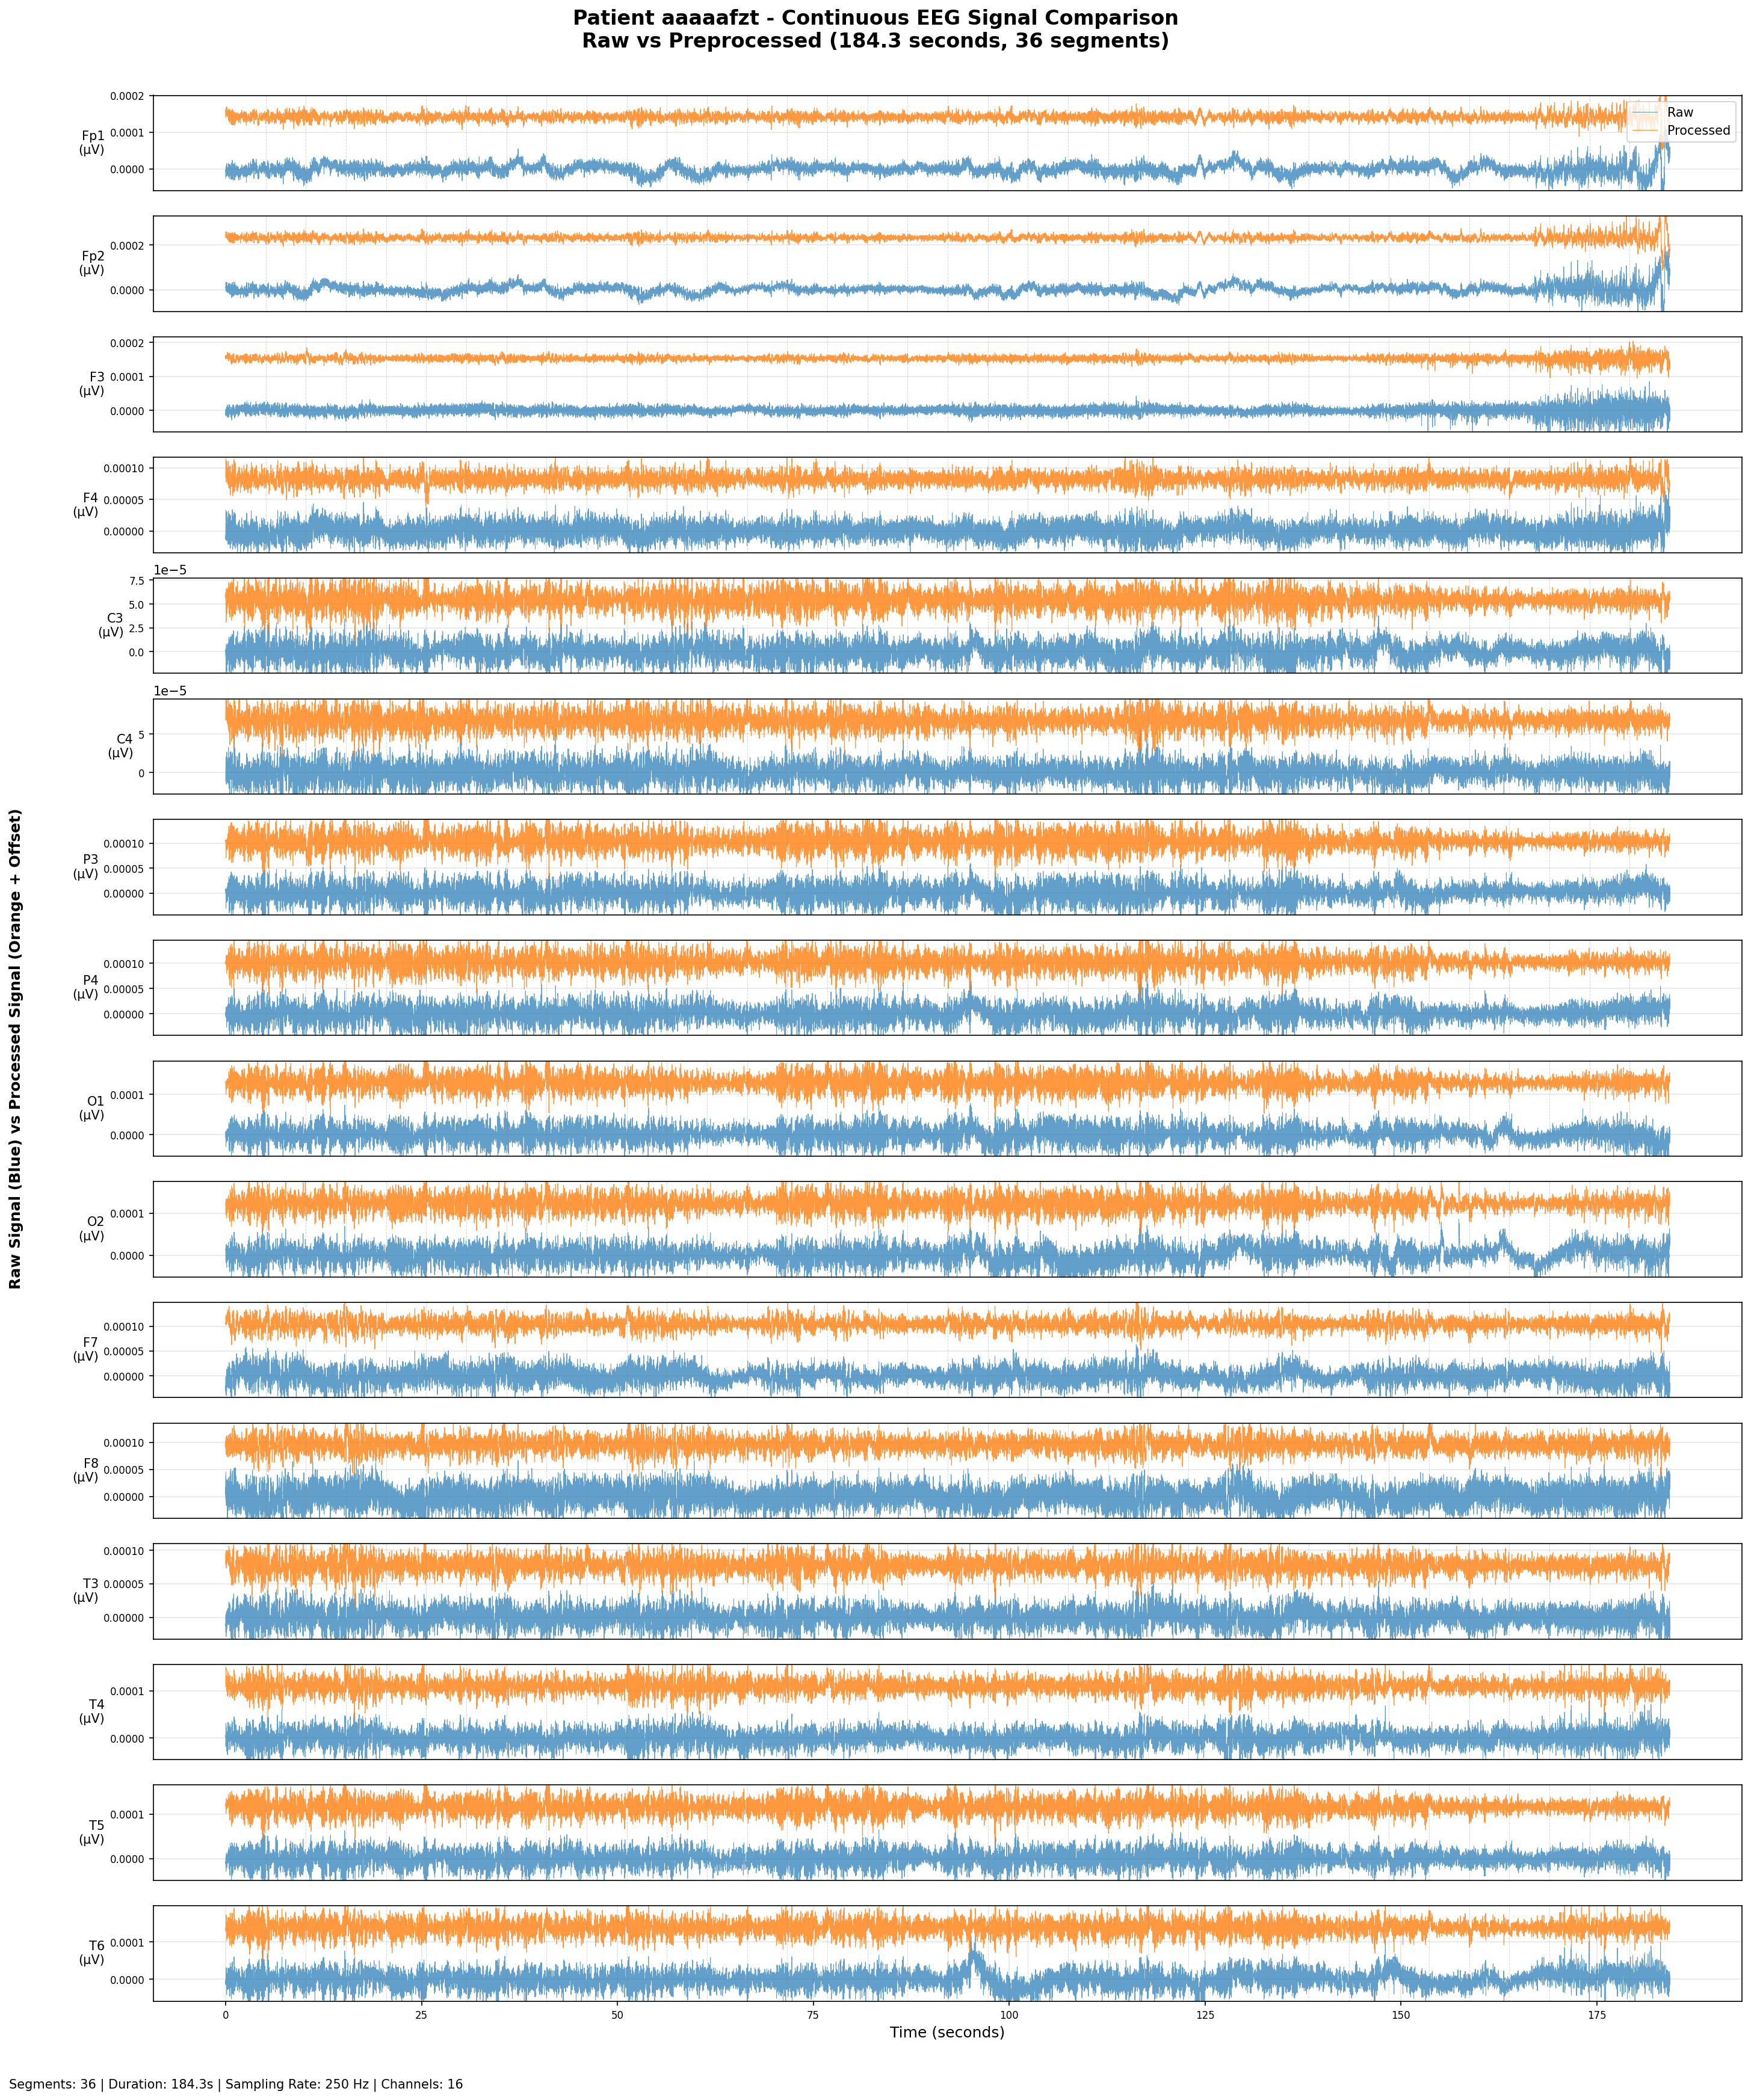 Patient aaaaafzt - Continuous EEG Signal Comparison
Raw vs Preprocessed (184.3 seconds, 36 segments)
Raw Signal (Blue) vs Processed Signal (Orange + Offset)
Raw
Processed
Fp1
(µV)
0.0002
0.0001
0.0000
Fp2
(µV)
0.0002
0.0000
F3
(µV)
0.0002
0.0001
0.0000
F4
(µV)
0.00010
0.00005
0.00000
1e−5
C3
(µV)
7.5
5.0
2.5
0.0
1e−5
C4
(µV)
5
0
P3
(µV)
0.00010
0.00005
0.00000
P4
(µV)
0.00010
0.00005
0.00000
O1
(µV)
0.0001
0.0000
O2
(µV)
0.0001
0.0000
F7
(µV)
0.00010
0.00005
0.00000
F8
(µV)
0.00010
0.00005
0.00000
T3
(µV)
0.00010
0.00005
0.00000
T4
(µV)
0.0001
0.0000
T5
(µV)
0.0001
0.0000
T6
(µV)
0.0001
0.0000
0 25 50 75 100 125 150 175
Time (seconds)
Segments: 36 | Duration: 184.3s | Sampling Rate: 250 Hz | Channels: 16